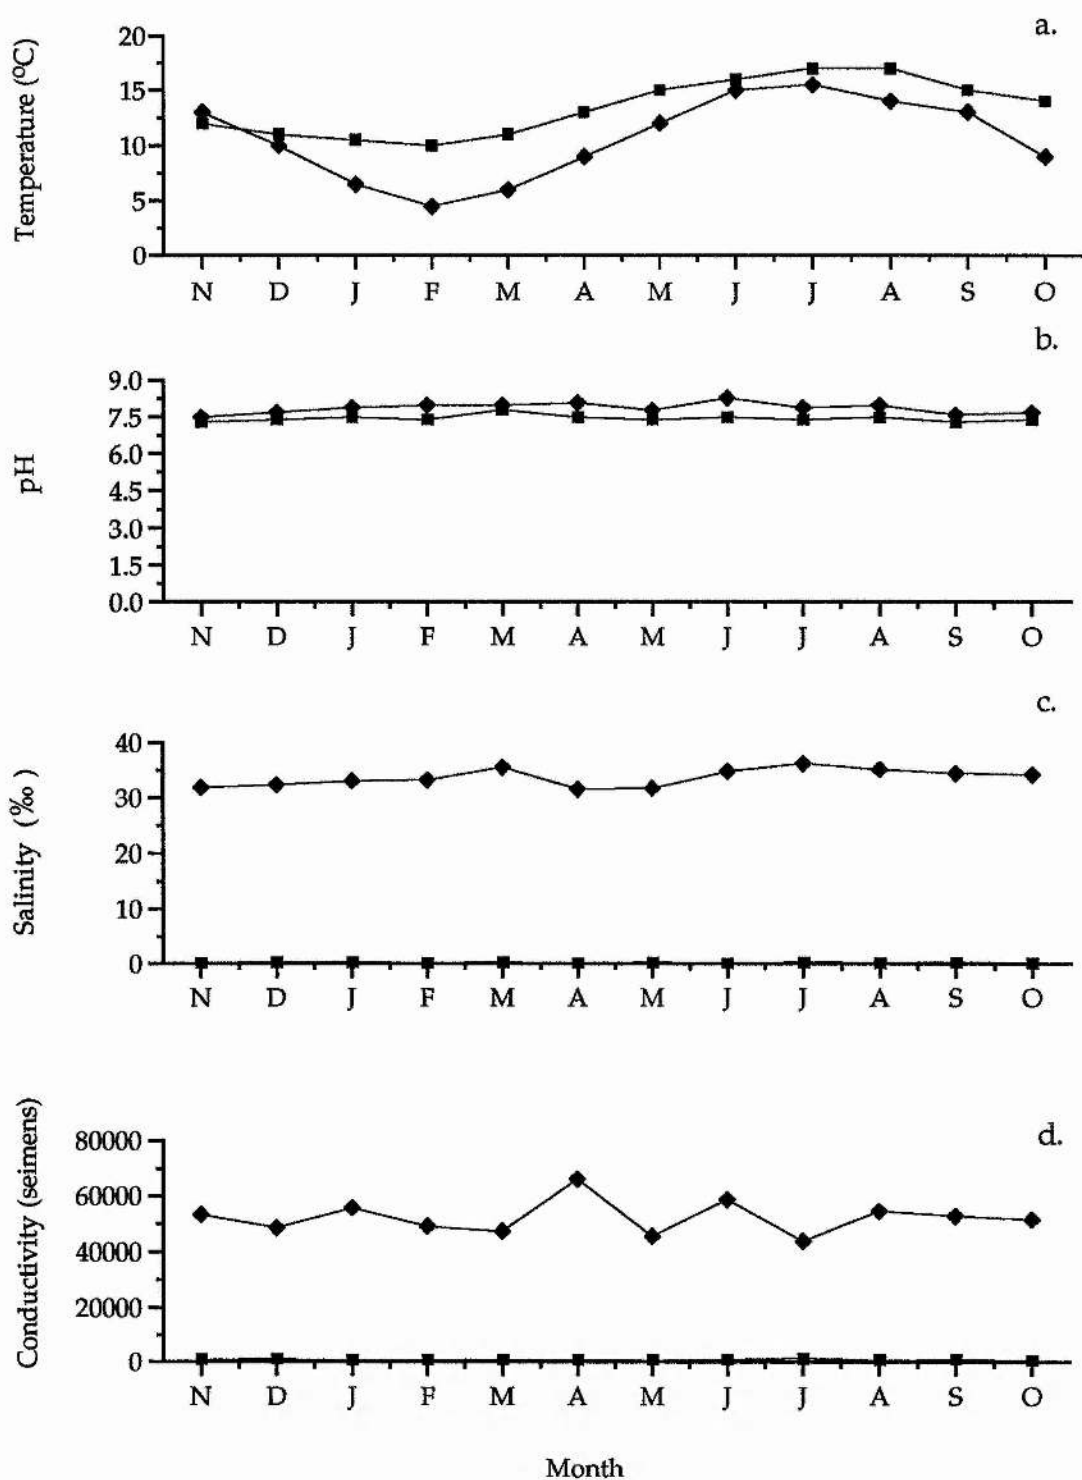 a.
Temperature (ºC)
20
15
10
5
0
N D J F M A M J J A S O
b.
pH
9.0
7.5
6.0
4.5
3.0
1.5
0.0
N D J F M A M J J A S O
c.
Salinity (‰)
40
30
20
10
0
N D J F M A M J J A S O
d.
Conductivity (seimens)
80000
60000
40000
20000
0
N D J F M A M J J A S O
Month